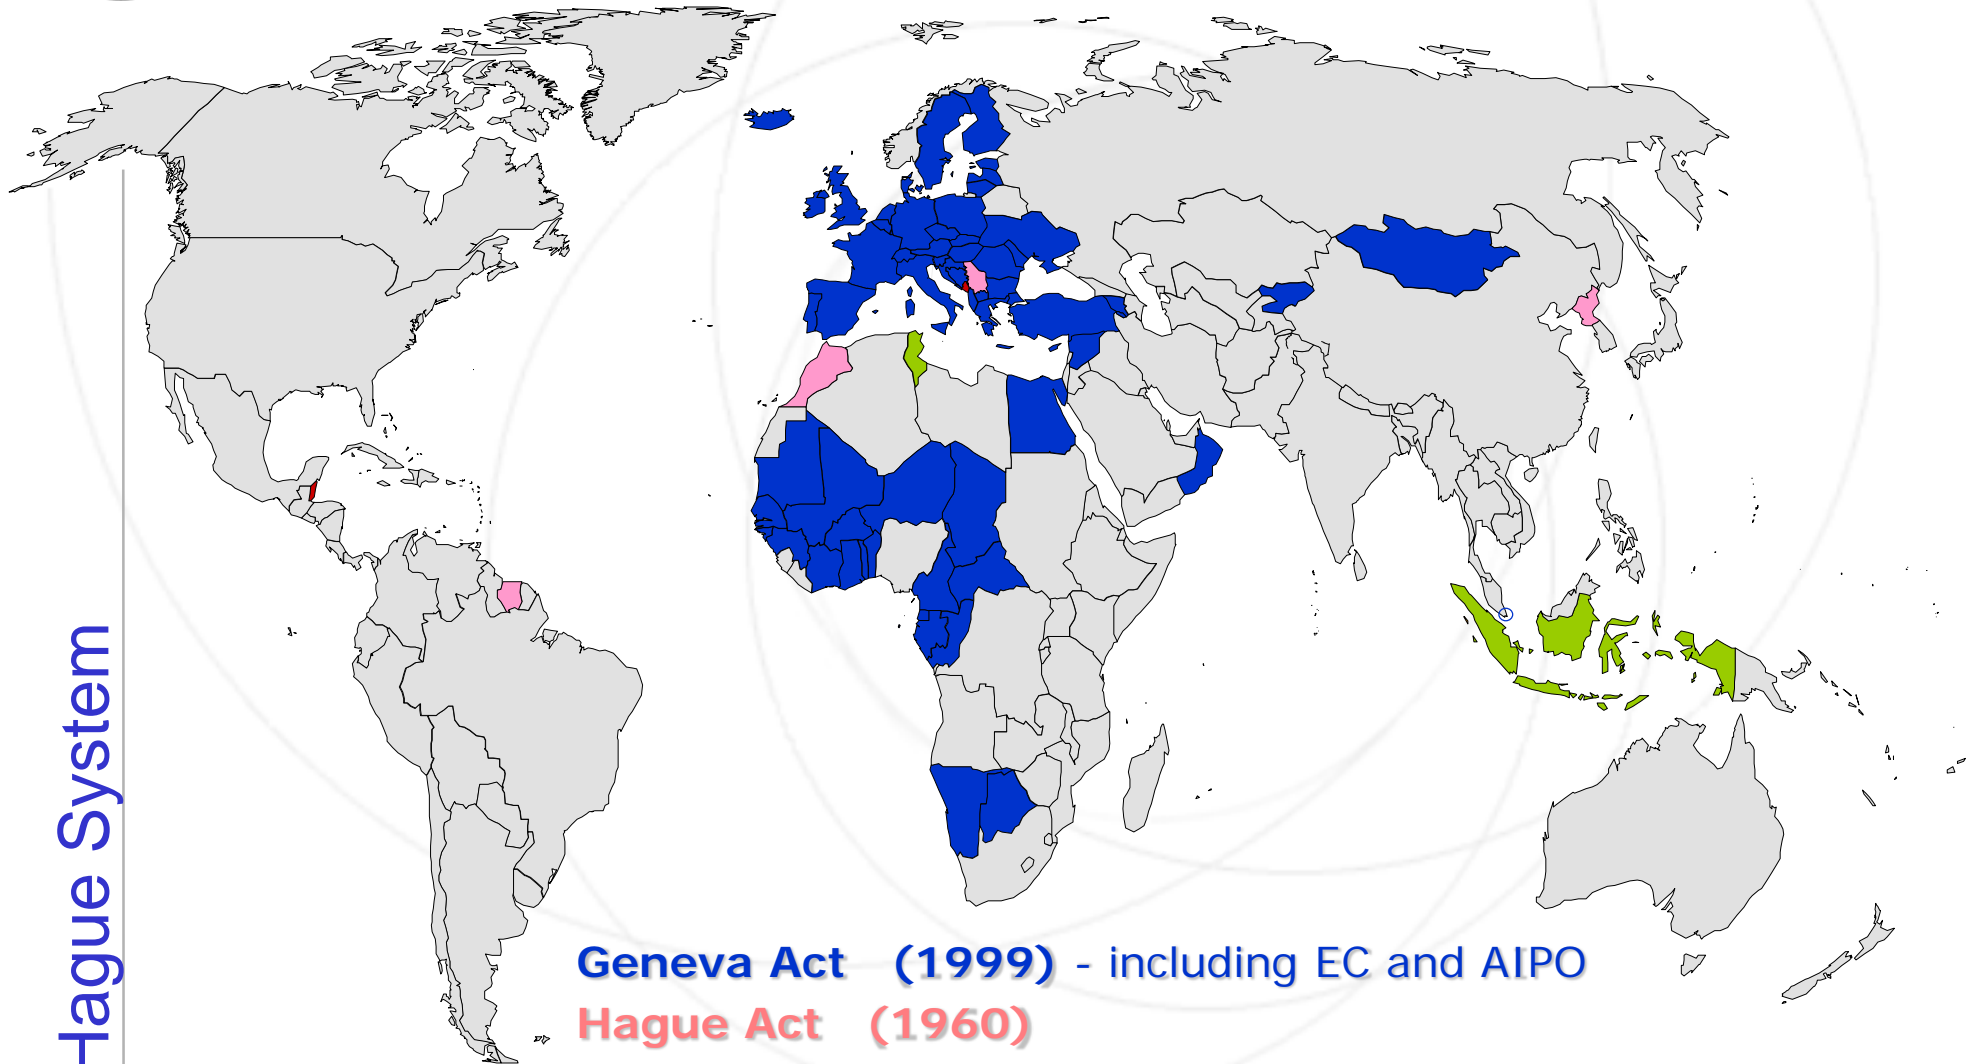 Hague System
Geneva Act (1999) - including EC and AIPO
Hague Act (1960)